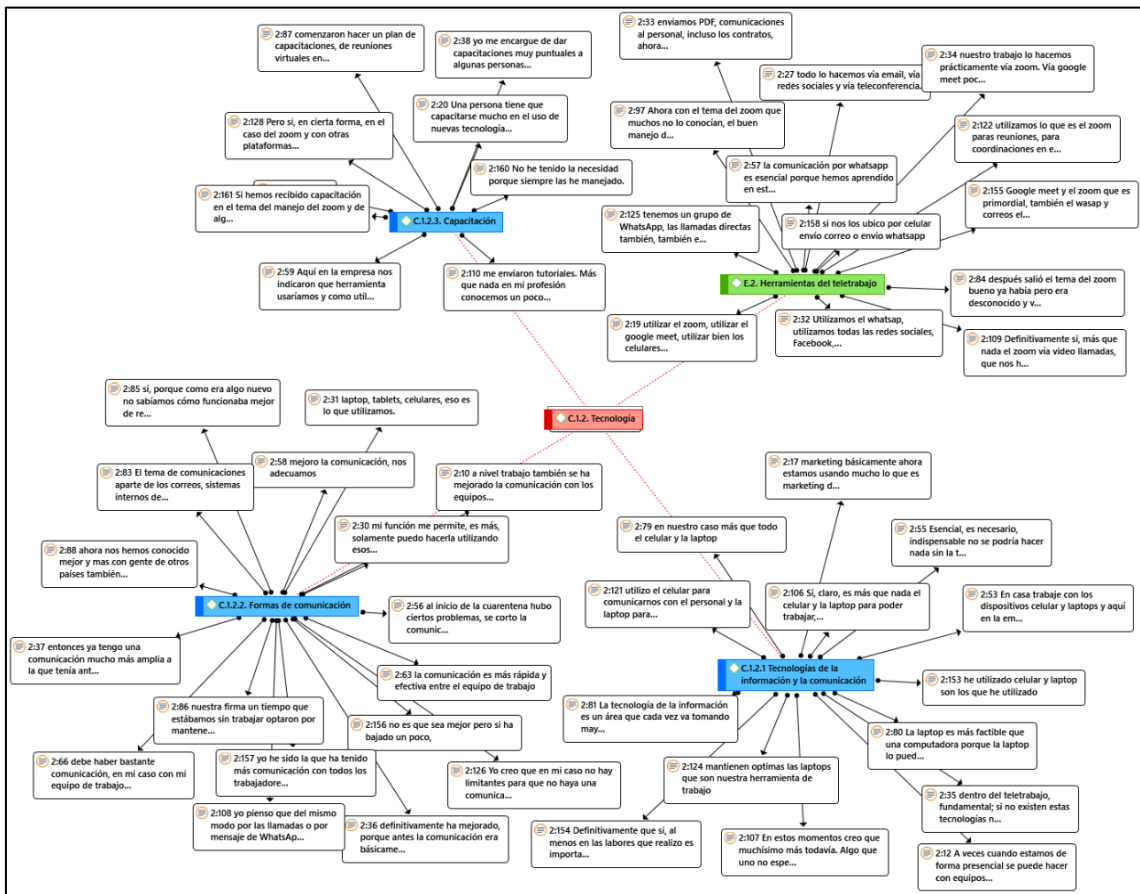 2:87 comenzaron hacer un plan de
capacitaciones, de reuniones
virtuales en...
2:38 yo me encargue de dar
capacitaciones muy puntuales a
algunas personas...
2:20 Una persona tiene que
capacitarse mucho en el uso de
nuevas tecnología...
2:128 Pero si, en cierta forma, en el
caso del zoom y con otras
plataformas...
2:160 No he tenido la necesidad
porque siempre las he manejado.
2:161 Si hemos recibido capacitación
en el tema del manejo del zoom y de
alg...
C.1.2.3. Capacitación
2:59 Aquí en la empresa nos
indicaron que herramienta
usaríamos y como util...
2:110 me enviaron tutoriales. Más
que nada en mi profesión
conocemos un poco...
2:33 enviamos PDF, comunicaciones
al personal, incluso los contratos,
ahora...
2:34 nuestro trabajo lo hacemos
prácticamente vía zoom. Vía google
meet poc...
2:27 todo lo hacemos vía email, vía
redes sociales y vía teleconferencia..
2:97 Ahora con el tema del zoom que
muchos no lo conocían, el buen
manejo d...
2:122 utilizamos lo que es el zoom
paras reuniones, para
coordinaciones en e...
2:57 la comunicación por whatsapp
es esencial porque hemos aprendido
en est...
2:155 Google meet y el zoom que es
primordial, también el wasap y
correos el...
2:125 tenemos un grupo de
WhatsApp, las llamadas directas
también, también e...
2:158 si nos los ubico por celular
envío correo o envío whatsapp
E.2. Herramientas del teletrabajo
2:84 después salió el tema del zoom
bueno ya había pero era
desconocido y v...
2:19 utilizar el zoom, utilizar el
google meet, utilizar bien los
celulares...
2:32 Utilizamos el whatsap,
utilizamos todas las redes sociales,
Facebook,...
2:109 Definitivamente si, más que
nada el zoom vía video llamadas,
que nos h...
C.1.2. Tecnología
2:85 sí, porque como era algo nuevo
no sabíamos cómo funcionaba mejor
de re...
2:31 laptop, tablets, celulares, eso es
lo que utilizamos.
2:83 El tema de comunicaciones
aparte de los correos, sistemas
internos de...
2:58 mejoro la comunicación, nos
adecuamos
2:10 a nivel trabajo también se ha
mejorado la comunicación con los
equipos...
2:30 mi función me permite, es más,
solamente puedo hacerla utilizando
esos...
2:88 ahora nos hemos conocido
mejor y mas con gente de otros
países también...
C.1.2.2. Formas de comunicación
2:56 al inicio de la cuarentena hubo
ciertos problemas, se corto la
comunic...
2:37 entonces ya tengo una
comunicación mucho más amplia a
la que tenía ant...
2:63 la comunicación es más rápida y
efectiva entre el equipo de trabajo
2:86 nuestra firma un tiempo que
estábamos sin trabajar optaron por
mantene...
2:156 no es que sea mejor pero si ha
bajado un poco,
2:66 debe haber bastante
comunicación, en mi caso con mi
equipo de trabajo...
2:157 yo he sido la que ha tenido
más comunicación con todos los
trabajadore...
2:126 Yo creo que en mi caso no hay
limitantes para que no haya una
comunica...
2:108 yo pienso que del mismo
modo por las llamadas o por
mensaje de WhatsAp...
2:36 definitivamente ha mejorado,
porque antes la comunicación era
básicame...
2:17 marketing básicamente ahora
estamos usando mucho lo que es
marketing d...
2:79 en nuestro caso más que todo
el celular y la laptop
2:55 Esencial, es necesario,
indispensable no se podría hacer
nada sin la t...
2:121 utilizo el celular para
comunicarnos con el personal y la
laptop para...
2:106 Sí, claro, es más que nada el
celular y la laptop para poder
trabajar,...
2:53 En casa trabaje con los
dispositivos celular y laptops y aquí
en la em...
C.1.2.1 Tecnologías de la
información y la comunicación
2:153 he utilizado celular y laptop
son los que he utilizado
2:81 La tecnología de la información
es un área que cada vez va tomando
may...
2:80 La laptop es más factible que
una computadora porque la laptop
lo pued...
2:124 mantienen optimas las laptops
que son nuestra herramienta de
trabajo
2:35 dentro del teletrabajo,
fundamental; si no existen estas
tecnologías n...
2:154 Definitivamente que si, al
menos en las labores que realizo es
importa...
2:107 En estos momentos creo que
muchísimo más todavía. Algo que
uno no espe...
2:12 A veces cuando estamos de
forma presencial se puede hacer
con equipos...